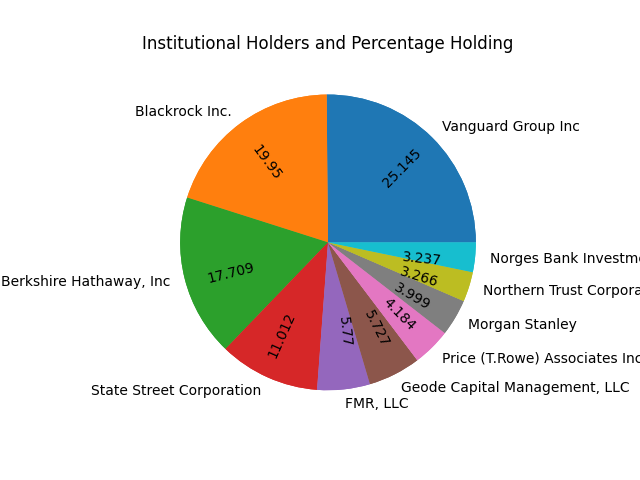 Institutional Holders and Percentage Holding
Vanguard Group Inc
25.145
Blackrock Inc.
19.95
Berkshire Hathaway, Inc
17.709
State Street Corporation
11.012
FMR, LLC
5.77
Geode Capital Management, LLC
5.727
Price (T.Rowe) Associates Inc
4.184
Morgan Stanley
3.999
Northern Trust Corpora
3.266
Norges Bank Investme
3.237